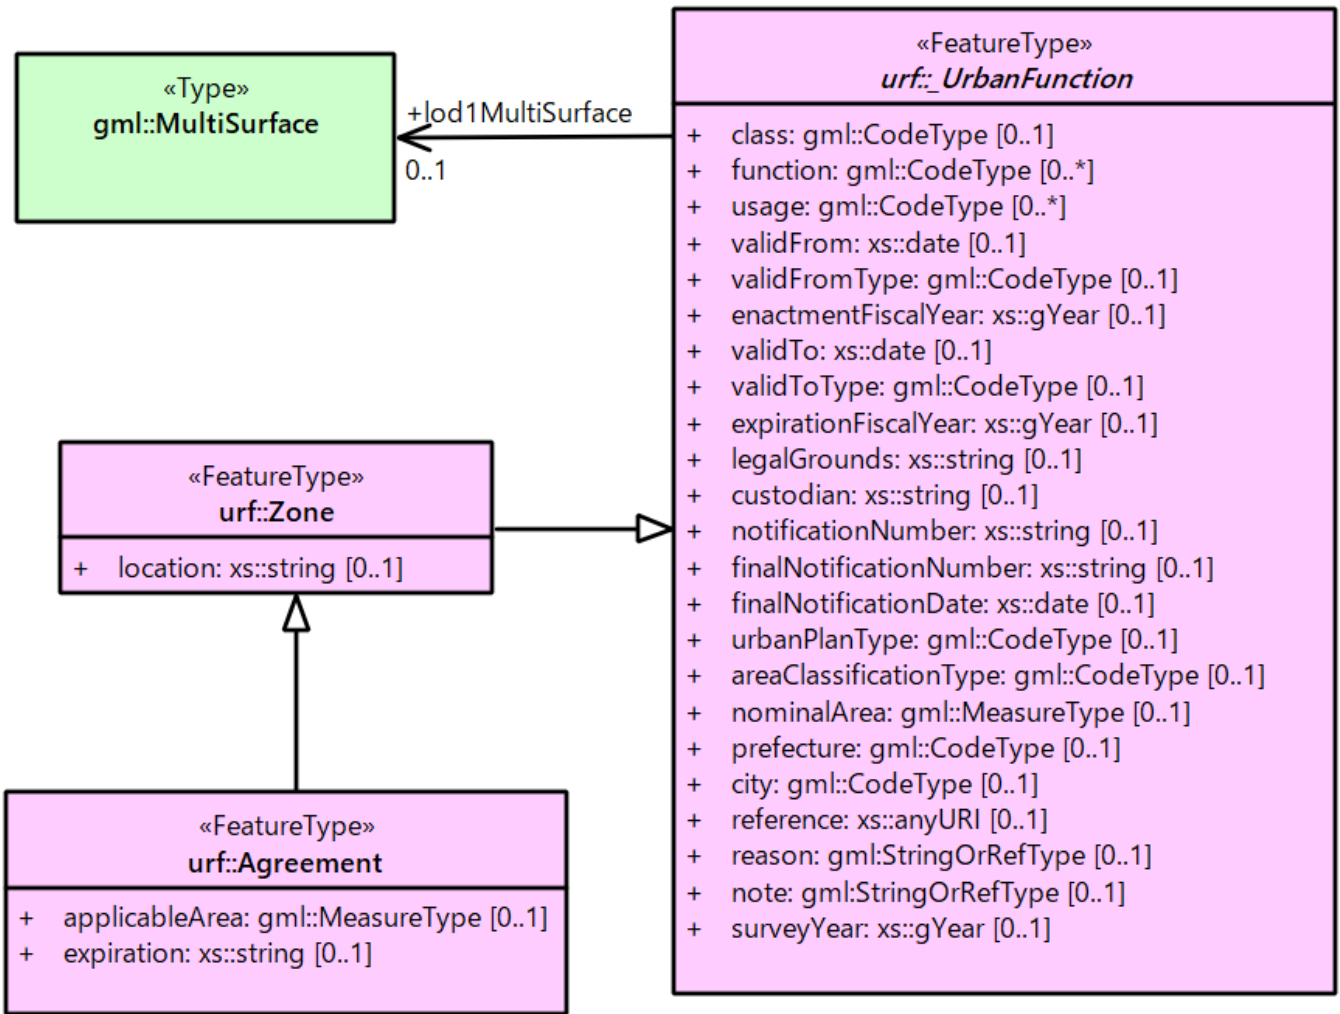 «Type»
gml::MultiSurface
+lod1MultiSurface
0..1
«FeatureType»
urf::_UrbanFunction
+ class: gml::CodeType [0..1]
+ function: gml::CodeType [0..*]
+ usage: gml::CodeType [0..*]
+ validFrom: xs::date [0..1]
+ validFromType: gml::CodeType [0..1]
+ enactmentFiscalYear: xs::gYear [0..1]
+ validTo: xs::date [0..1]
+ validToType: gml::CodeType [0..1]
+ expirationFiscalYear: xs::gYear [0..1]
+ legalGrounds: xs::string [0..1]
+ custodian: xs::string [0..1]
+ notificationNumber: xs::string [0..1]
+ finalNotificationNumber: xs::string [0..1]
+ finalNotificationDate: xs::date [0..1]
+ urbanPlanType: gml::CodeType [0..1]
+ areaClassificationType: gml::CodeType [0..1]
+ nominalArea: gml::MeasureType [0..1]
+ prefecture: gml::CodeType [0..1]
+ city: gml::CodeType [0..1]
+ reference: xs::anyURI [0..1]
+ reason: gml:StringOrRefType [0..1]
+ note: gml:StringOrRefType [0..1]
+ surveyYear: xs::gYear [0..1]
«FeatureType»
urf::Zone
+ location: xs::string [0..1]
«FeatureType»
urf::Agreement
+ applicableArea: gml::MeasureType [0..1]
+ expiration: xs::string [0..1]